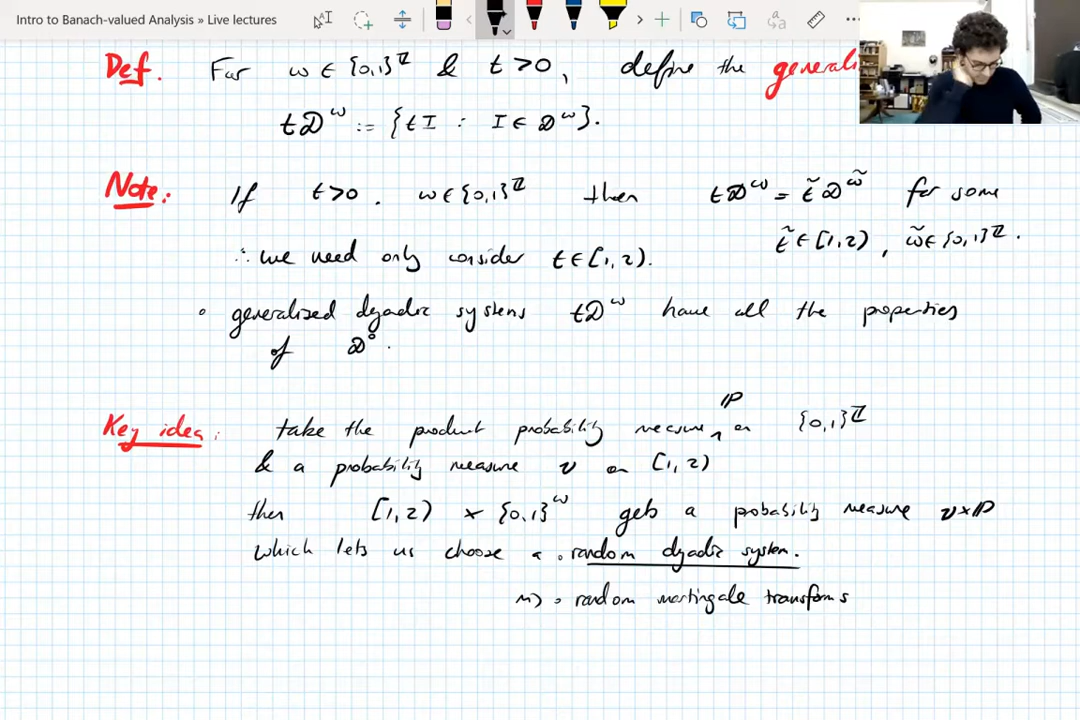 Intro to Banach-valued Analysis » Live lectures
Def. For ω ∈ {0,1}^ℤ & t > 0, define the generali
t𝒟^ω := {tI : I ∈ 𝒟^ω}.
Note: If t > 0, ω ∈ {0,1}^ℤ then t𝒟^ω = t̃𝒟^ω̃ for some
t̃ ∈ [1,2), ω̃ ∈ {0,1}^ℤ.
∴ we need only consider t ∈ [1,2).
∘ generalised dyadic systems t𝒟^ω have all the properties
of 𝒟^0.
Key idea: take the product probability measure, ℙ on {0,1}^ℤ
& a probability measure ν on [1,2)
then [1,2) × {0,1}^ω gets a probability measure ν×ℙ
which lets us choose a ∘ random dyadic system.
⇝ ∘ random martingale transforms